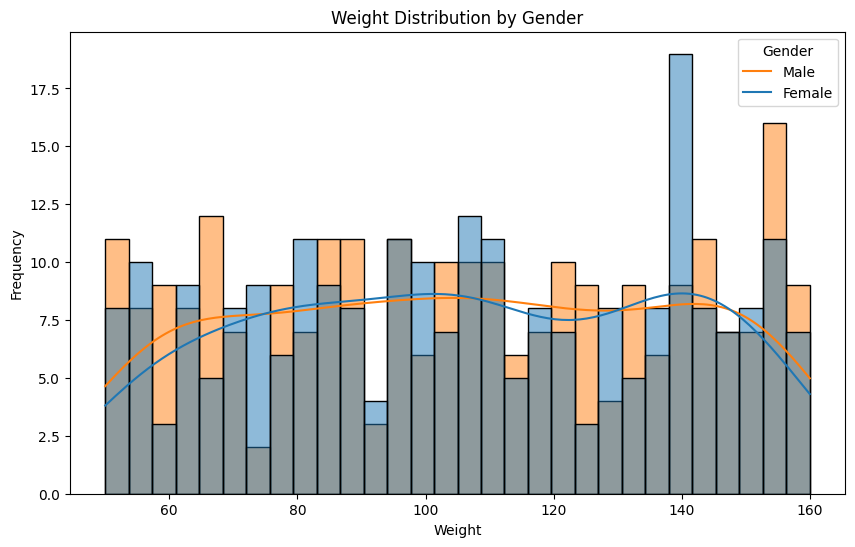 Weight Distribution by Gender
Gender
Male
Female
Frequency
17.5
15.0
12.5
10.0
7.5
5.0
2.5
0.0
60 80 100 120 140 160
Weight